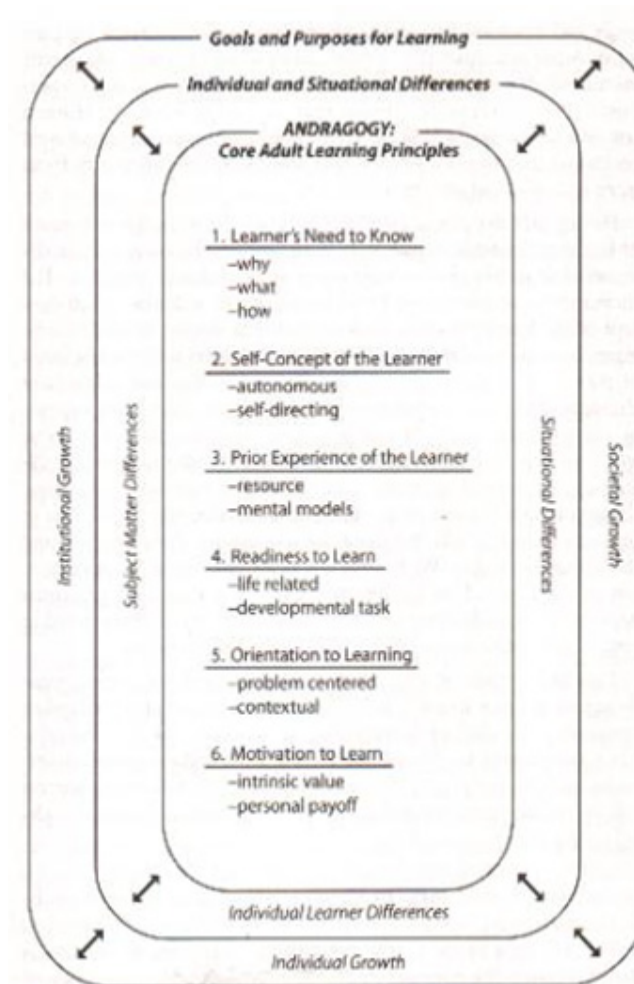 Goals and Purposes for Learning
Individual and Situational Differences
ANDRAGOGY:
Core Adult Learning Principles
1. Learner's Need to Know
–why
–what
–how
2. Self-Concept of the Learner
–autonomous
–self-directing
3. Prior Experience of the Learner
–resource
–mental models
4. Readiness to Learn
–life related
–developmental task
5. Orientation to Learning
–problem centered
–contextual
6. Motivation to Learn
–intrinsic value
–personal payoff
Institutional Growth
Subject Matter Differences
Situational Differences
Societal Growth
Individual Learner Differences
Individual Growth